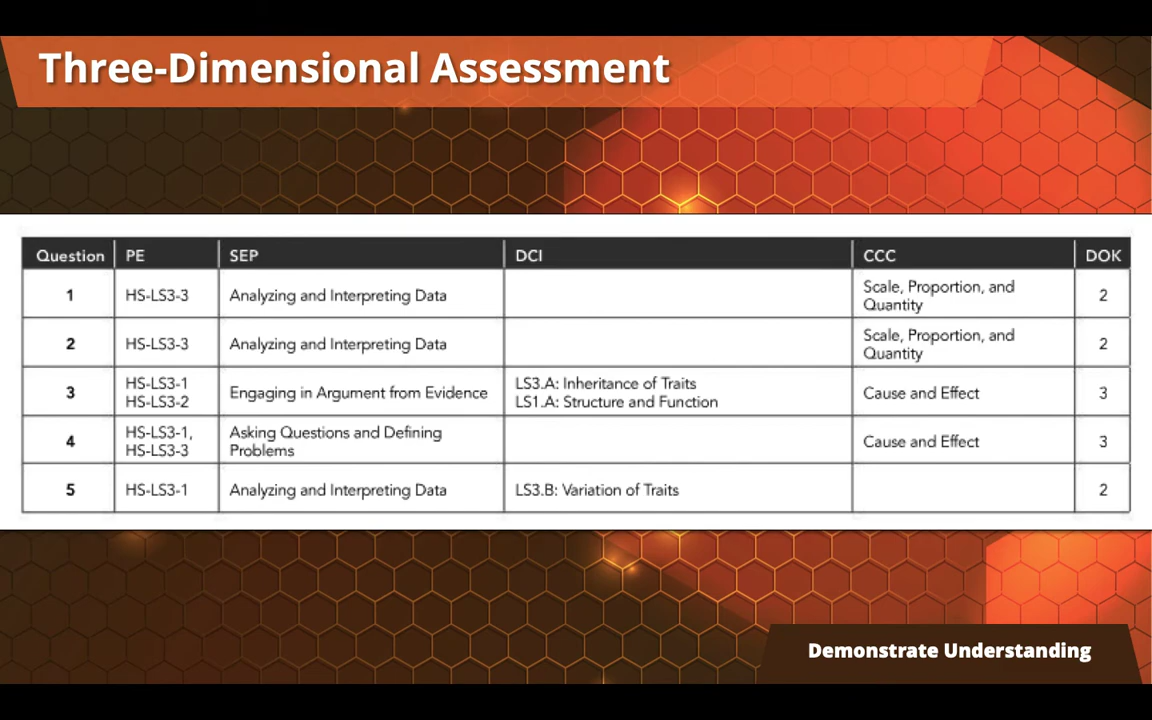 Three-Dimensional Assessment
Question PE SEP DCI CCC DOK
1 HS-LS3-3 Analyzing and Interpreting Data Scale, Proportion, and Quantity 2
2 HS-LS3-3 Analyzing and Interpreting Data Scale, Proportion, and Quantity 2
3 HS-LS3-1 HS-LS3-2 Engaging in Argument from Evidence LS3.A: Inheritance of Traits LS1.A: Structure and Function Cause and Effect 3
4 HS-LS3-1, HS-LS3-3 Asking Questions and Defining Problems Cause and Effect 3
5 HS-LS3-1 Analyzing and Interpreting Data LS3.B: Variation of Traits 2
Demonstrate Understanding